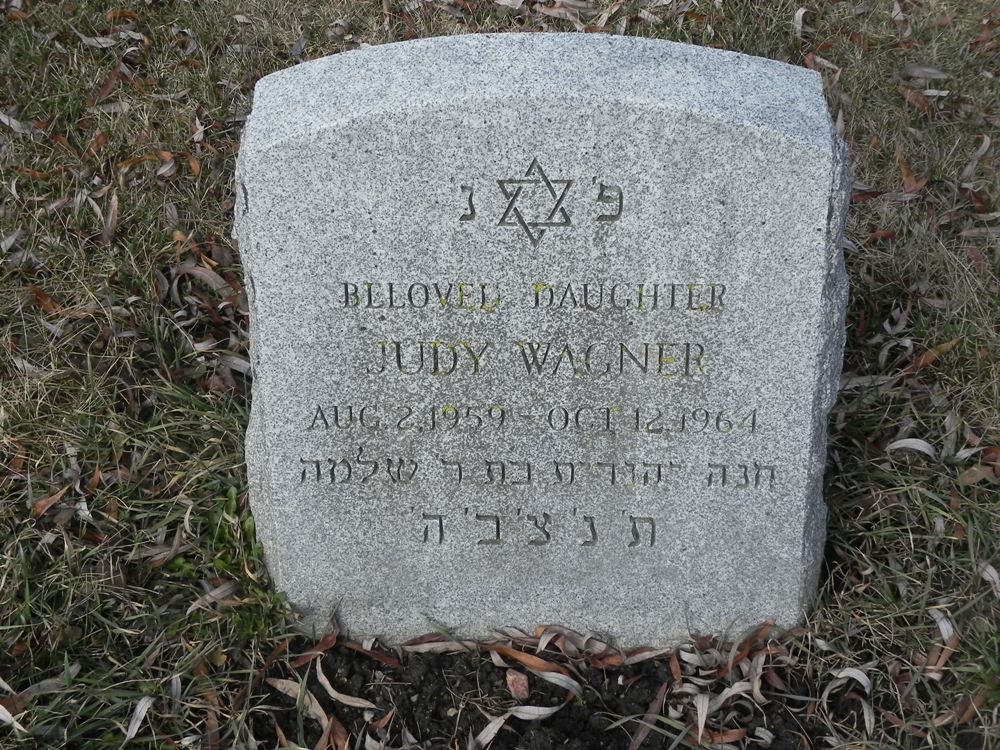 פ' נ'
BELOVED DAUGHTER
JUDY WAGNER
AUG. 2, 1959 – OCT. 12, 1964
חנה יהודית בת ר' שלמה
ת' נ' צ' ב' ה'